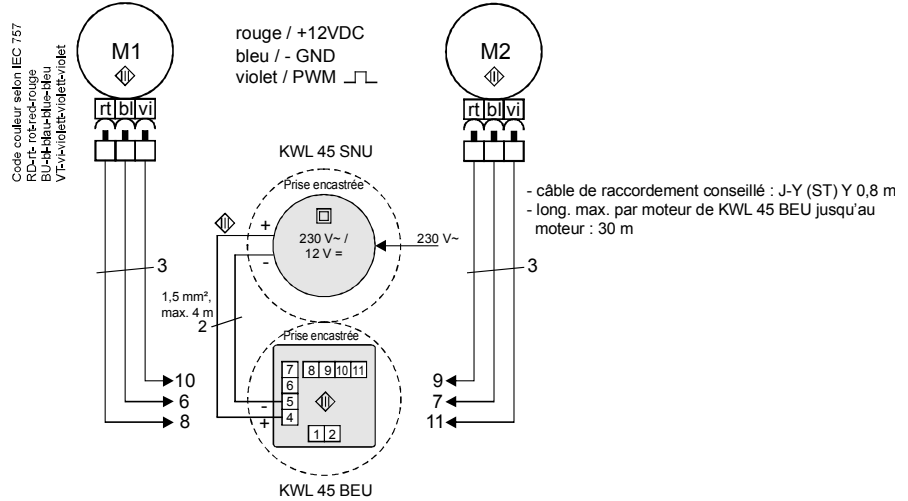 Code couleur selon IEC 757
RD-rt- rot-red-rouge
BU-bl-blau-blue-bleu
VT-vi-violett-violet
M1
rt bl vi
rouge / +12VDC
bleu / - GND
violet / PWM
M2
rt bl vi
KWL 45 SNU
Prise encastrée
+
-
230 V~ /
12 V =
230 V~
- câble de raccordement conseillé : J-Y (ST) Y 0,8 m
- long. max. par moteur de KWL 45 BEU jusqu'au
moteur : 30 m
3
3
1,5 mm²,
max. 4 m
2
Prise encastrée
7 8 9 10 11
6
- 5
+ 4
1 2
10
6
8
9
7
11
KWL 45 BEU